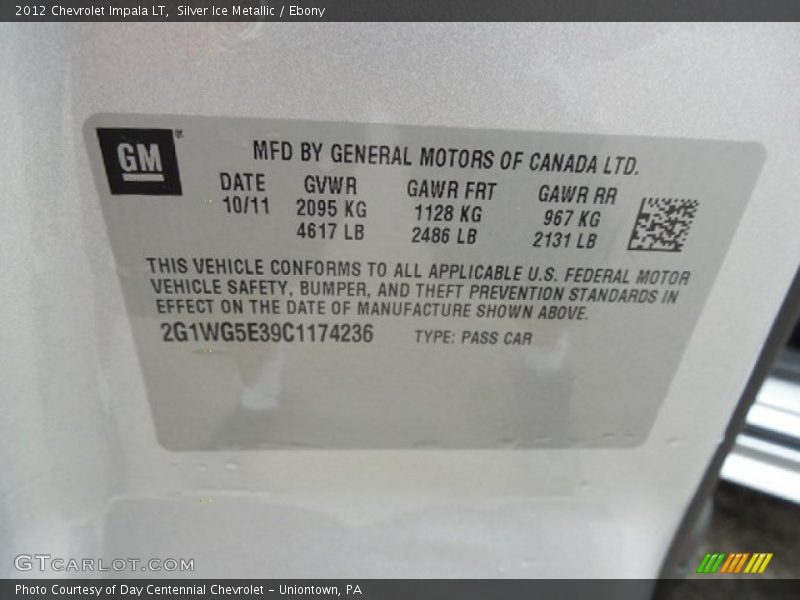 2012 Chevrolet Impala LT, Silver Ice Metallic / Ebony
GM®
MFD BY GENERAL MOTORS OF CANADA LTD.
DATE GVWR GAWR FRT GAWR RR
10/11 2095 KG 1128 KG 967 KG
4617 LB 2486 LB 2131 LB
THIS VEHICLE CONFORMS TO ALL APPLICABLE U.S. FEDERAL MOTOR
VEHICLE SAFETY, BUMPER, AND THEFT PREVENTION STANDARDS IN
EFFECT ON THE DATE OF MANUFACTURE SHOWN ABOVE.
2G1WG5E39C1174236 TYPE: PASS CAR
GTCARLOT.COM
Photo Courtesy of Day Centennial Chevrolet - Uniontown, PA